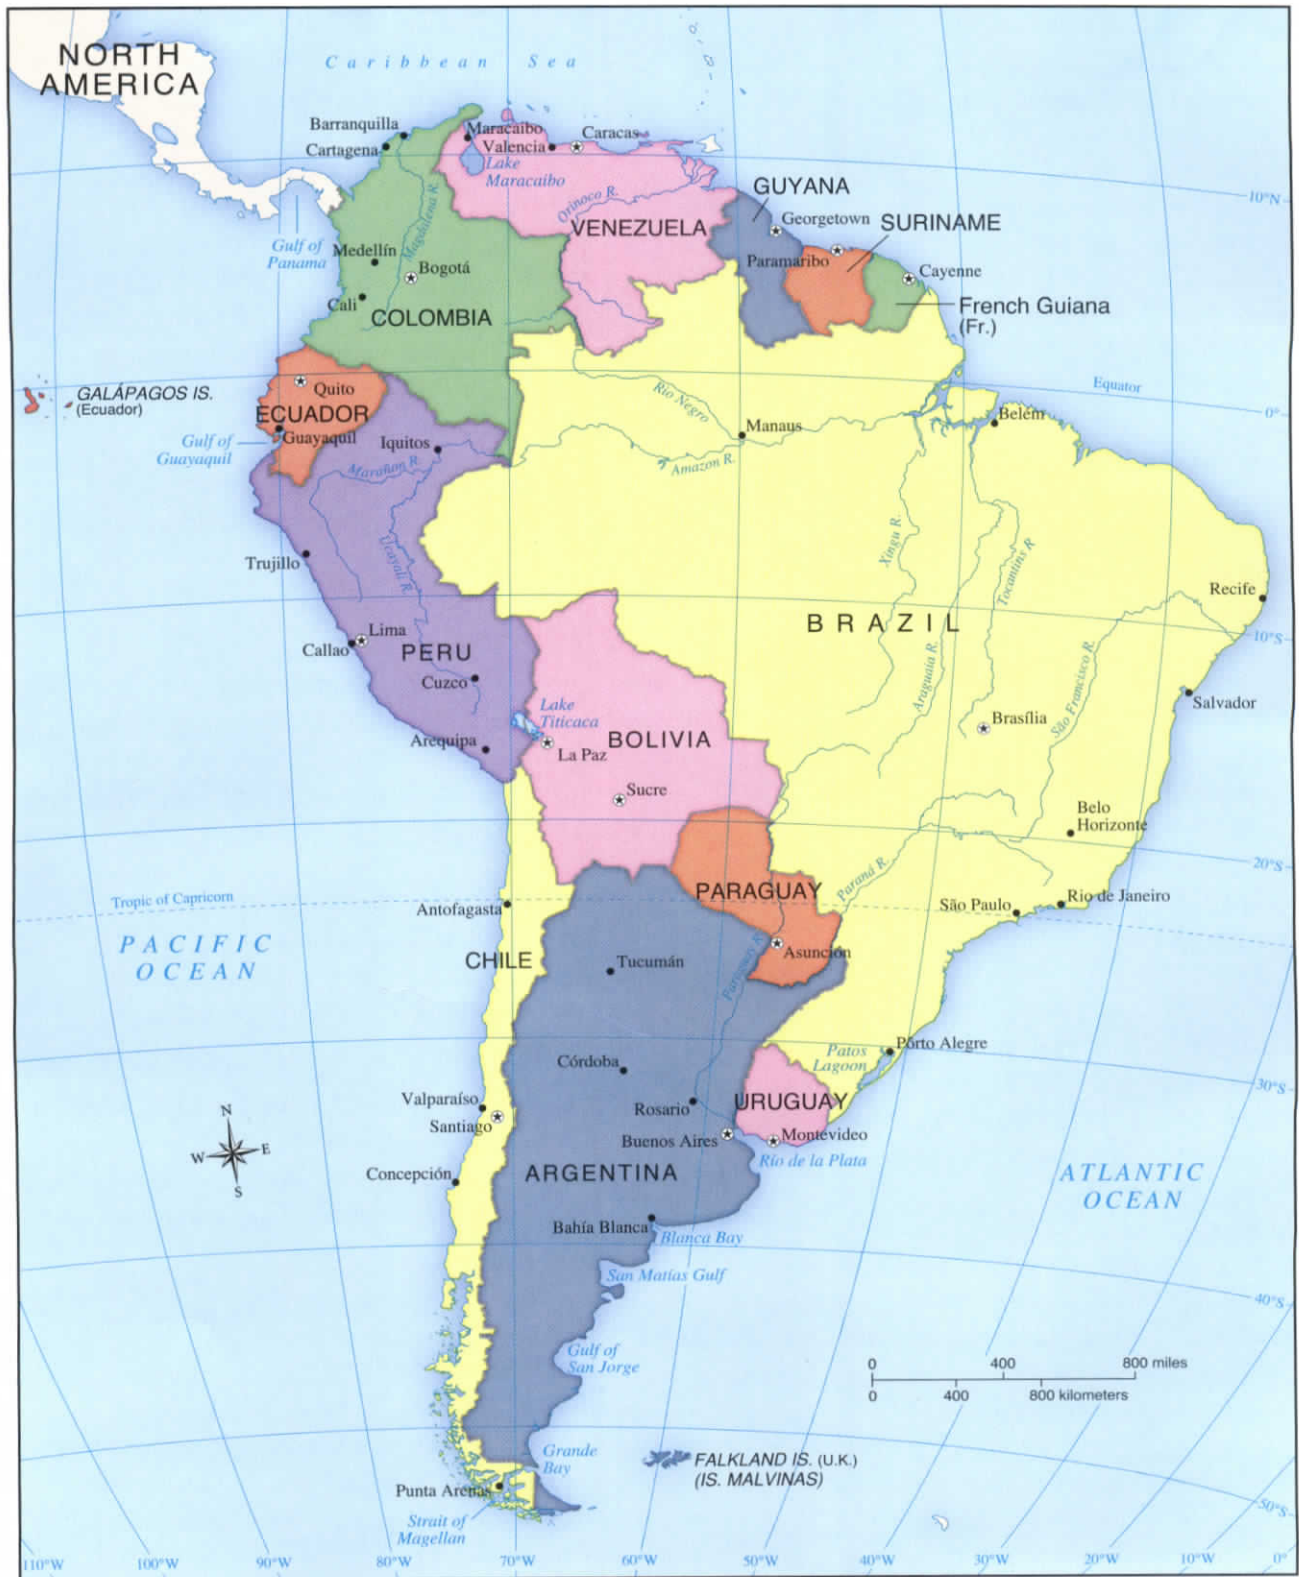 NORTH
AMERICA
Caribbean Sea
Barranquilla
Cartagena
Maracaibo
Valencia
Caracas
Lake
Maracaibo
Orinoco R.
GUYANA
Georgetown
SURINAME
10°N
VENEZUELA
Gulf of
Panama
Medellín
Magdalena R.
Bogotá
Paramaribo
Cayenne
Cali
COLOMBIA
French Guiana
(Fr.)
GALÁPAGOS IS.
(Ecuador)
Quito
ECUADOR
Guayaquil
Gulf of
Guayaquil
Iquitos
Marañon R.
Rio Negro
Manaus
Amazon R.
Equator
0°
Belém
Trujillo
Ucayali R.
Xingu R.
Tocantins R
Recife
BRAZIL
10°S
Lima
Callao
PERU
Cuzco
Araguaia R.
São Francisco R.
Salvador
Lake
Titicaca
Arequipa
La Paz
BOLIVIA
Brasília
Sucre
Belo
Horizonte
20°S
Tropic of Capricorn
Antofagasta
PARAGUAY
Paraná R.
São Paulo
Rio de Janeiro
PACIFIC
OCEAN
CHILE
Tucumán
Paraguay R.
Asunción
Córdoba
Patos
Lagoon
Pôrto Alegre
30°S
Valparaíso
Santiago
Rosario
URUGUAY
Buenos Aires
Montevideo
Río de la Plata
N
W
E
S
Concepción
ARGENTINA
ATLANTIC
OCEAN
Bahía Blanca
Blanca Bay
San Matías Gulf
40°S
Gulf of
San Jorge
0 400 800 miles
0 400 800 kilometers
Grande
Bay
FALKLAND IS. (U.K.)
(IS. MALVINAS)
Punta Arenas
Strait of
Magellan
50°S
110°W 100°W 90°W 80°W 70°W 60°W 50°W 40°W 30°W 20°W 10°W 0°